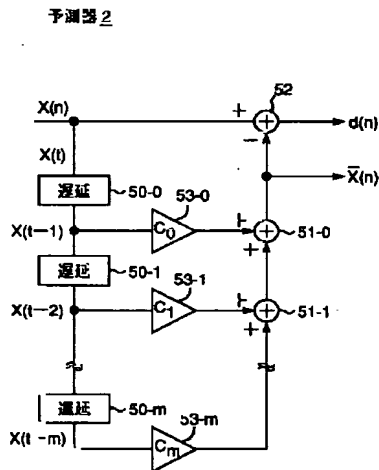 予測器 2
X(n)
+
52
d(n)
−
X(t)
X̄(n)
遅延
50-0
53-0
X(t−1)
C0
+
+
51-0
遅延
50-1
53-1
X(t−2)
C1
+
+
51-1
遅延
50-m
53-m
X(t−m)
Cm